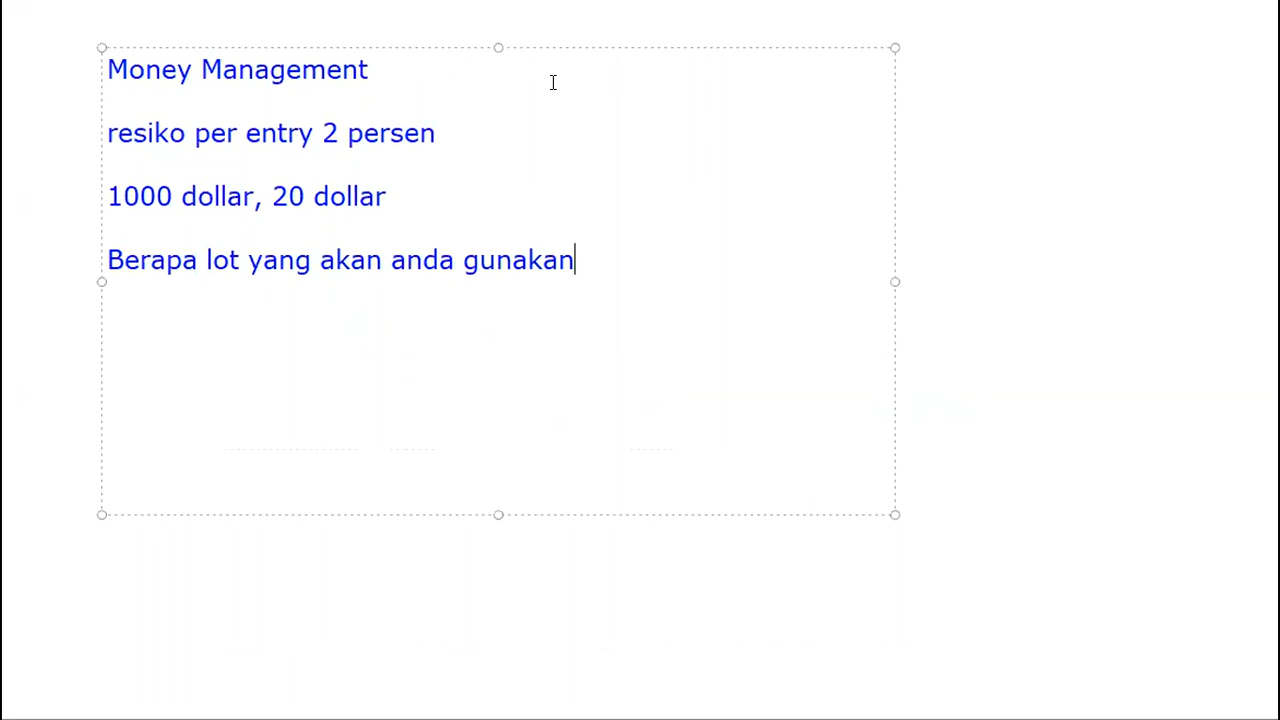 Money Management
resiko per entry 2 persen
1000 dollar, 20 dollar
Berapa lot yang akan anda gunakan